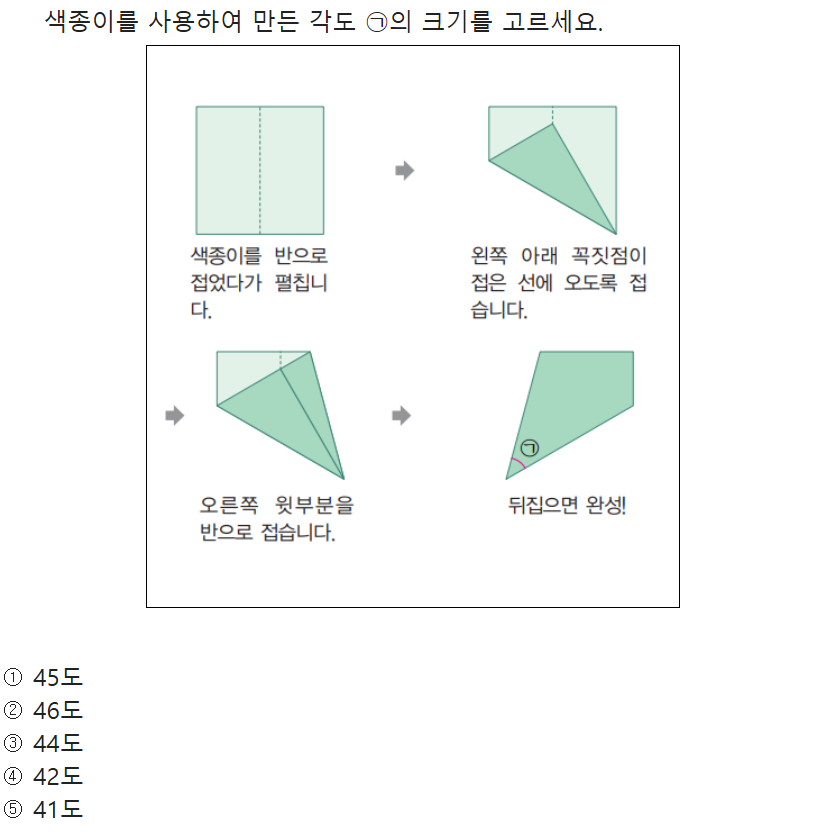 색종이를 사용하여 만든 각도 ㉠의 크기를 고르세요.
색종이를 반으로
접었다가 펼칩니
다.
왼쪽 아래 꼭짓점이
접은 선에 오도록 접
습니다.
㉠
오른쪽 윗부분을
반으로 접습니다.
뒤집으면 완성!
① 45도
② 46도
③ 44도
④ 42도
⑤ 41도